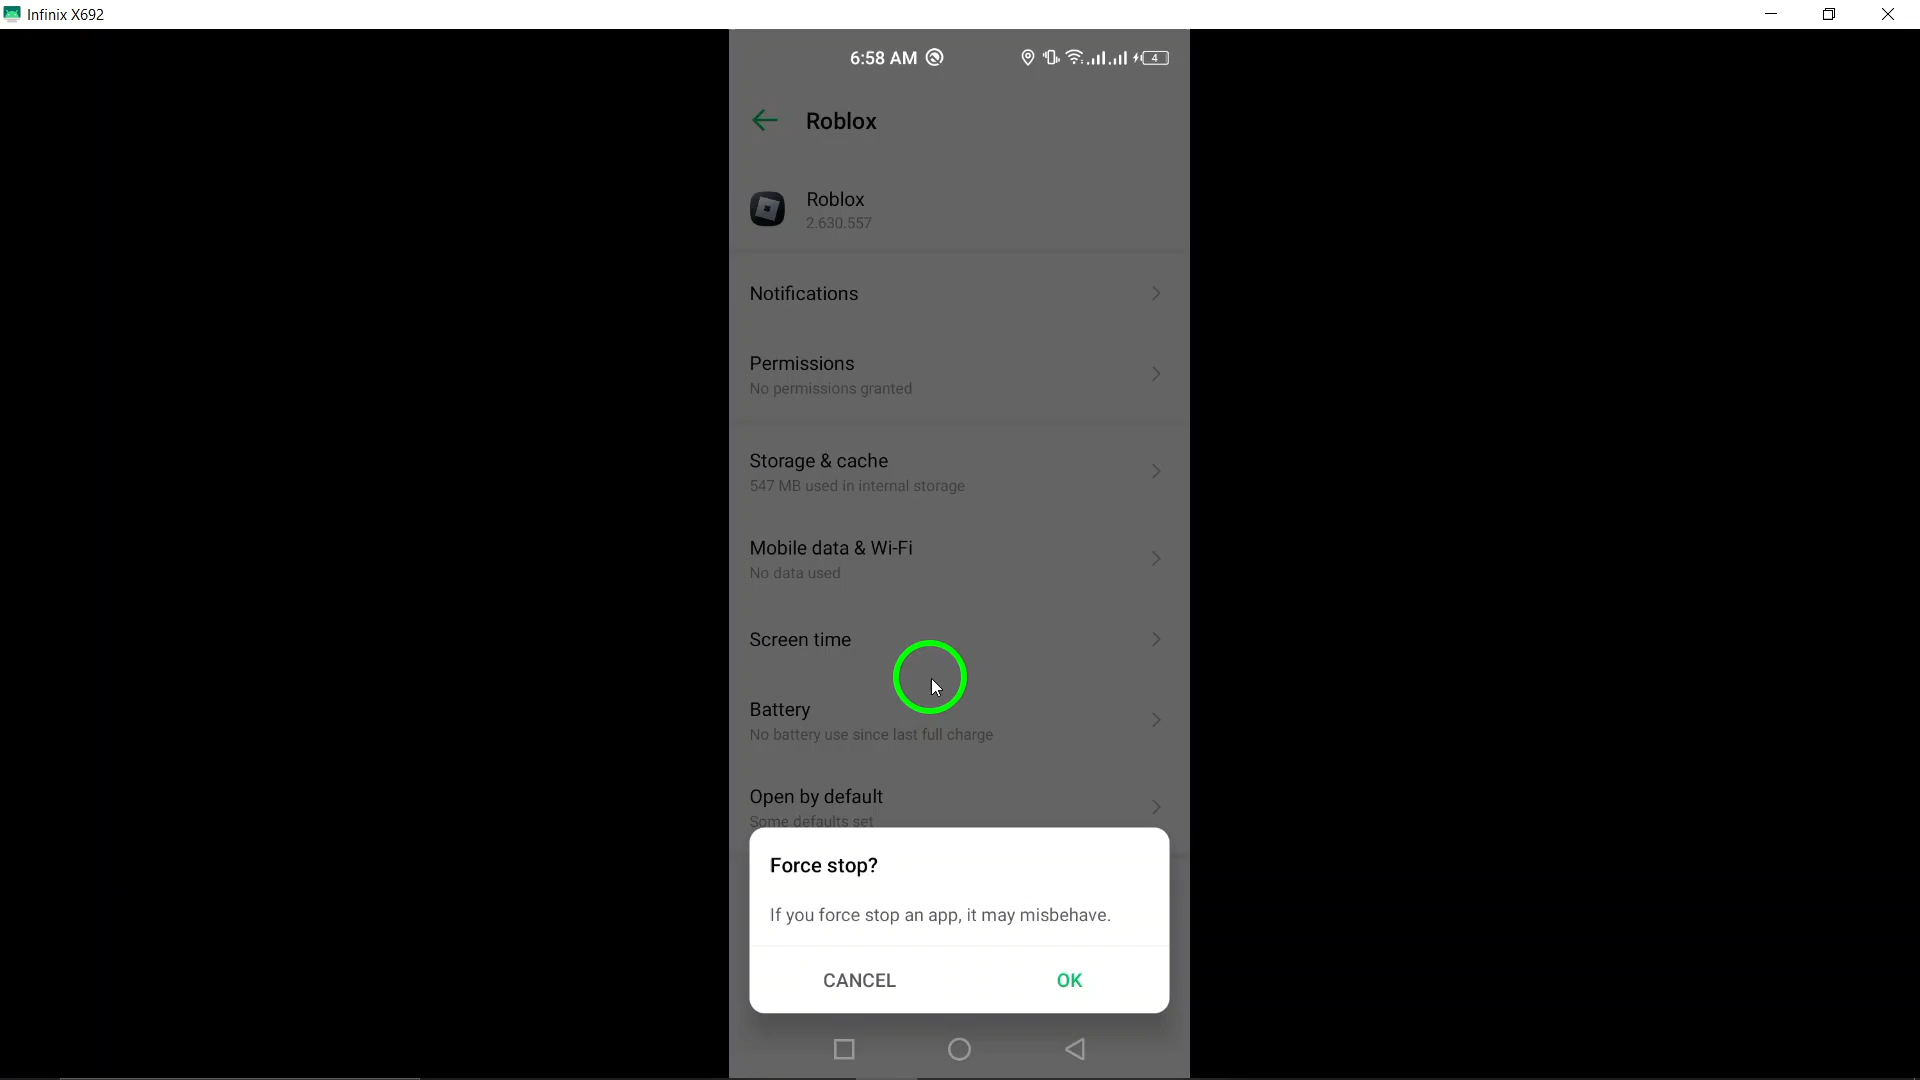 Infinix X692
6:58 AM
4
Roblox
Roblox
2.630.557
Notifications
Permissions
No permissions granted
Storage & cache
547 MB used in internal storage
Mobile data & Wi-Fi
No data used
Screen time
Battery
No battery use since last full charge
Open by default
Some defaults set
Force stop?
If you force stop an app, it may misbehave.
CANCEL
OK